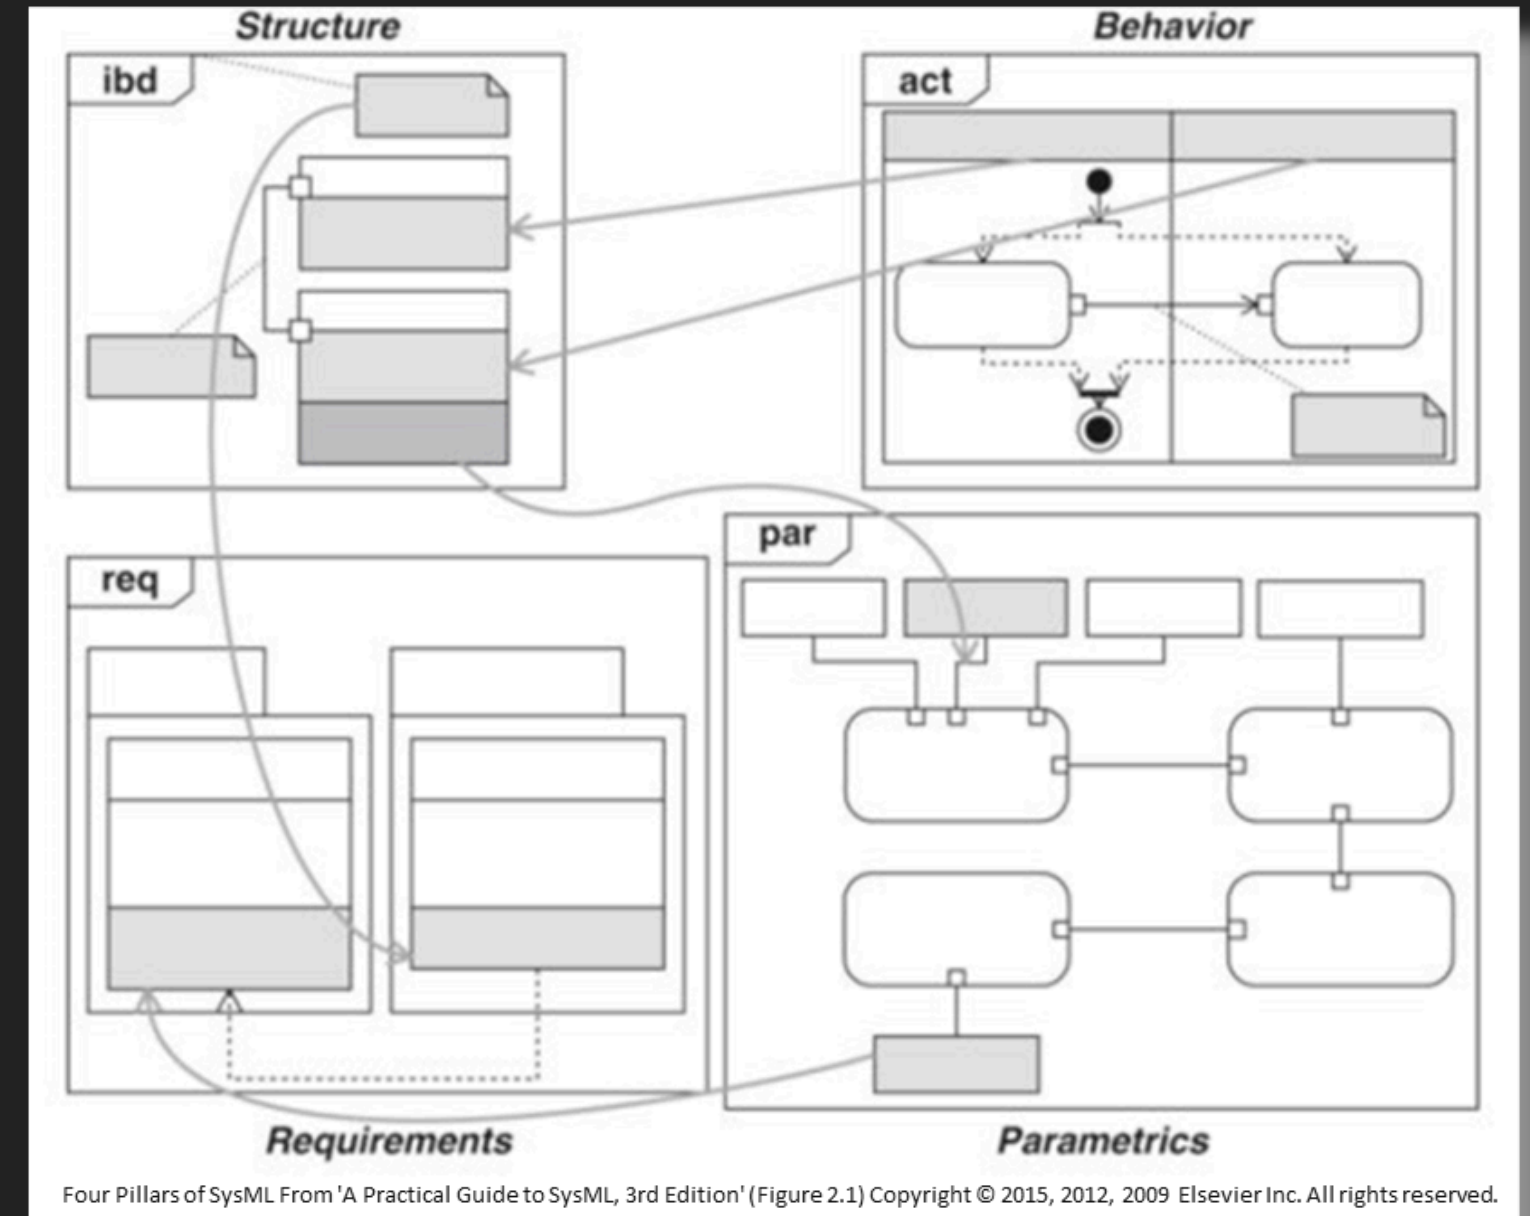 Structure
Behavior
ibd
act
req
par
Requirements
Parametrics
Four Pillars of SysML From 'A Practical Guide to SysML, 3rd Edition' (Figure 2.1) Copyright © 2015, 2012, 2009 Elsevier Inc. All rights reserved.